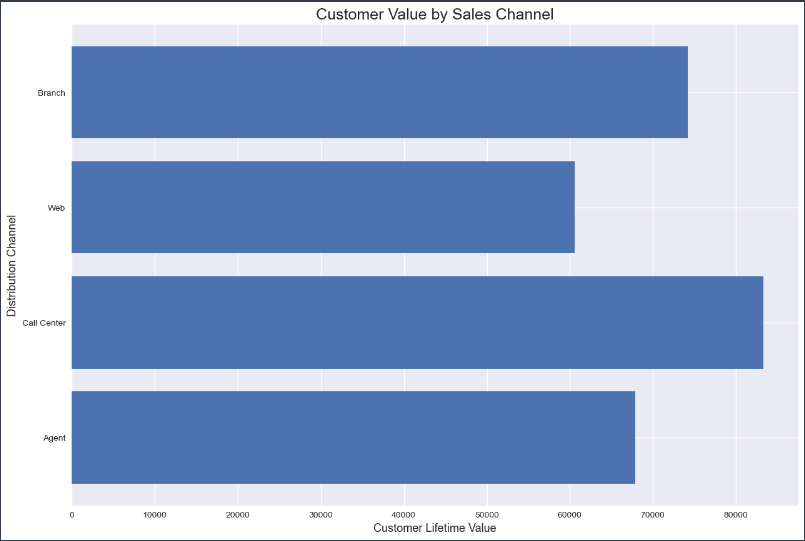 Customer Value by Sales Channel
Branch
Web
Call Center
Agent
Distribution Channel
0 10000 20000 30000 40000 50000 60000 70000 80000
Customer Lifetime Value